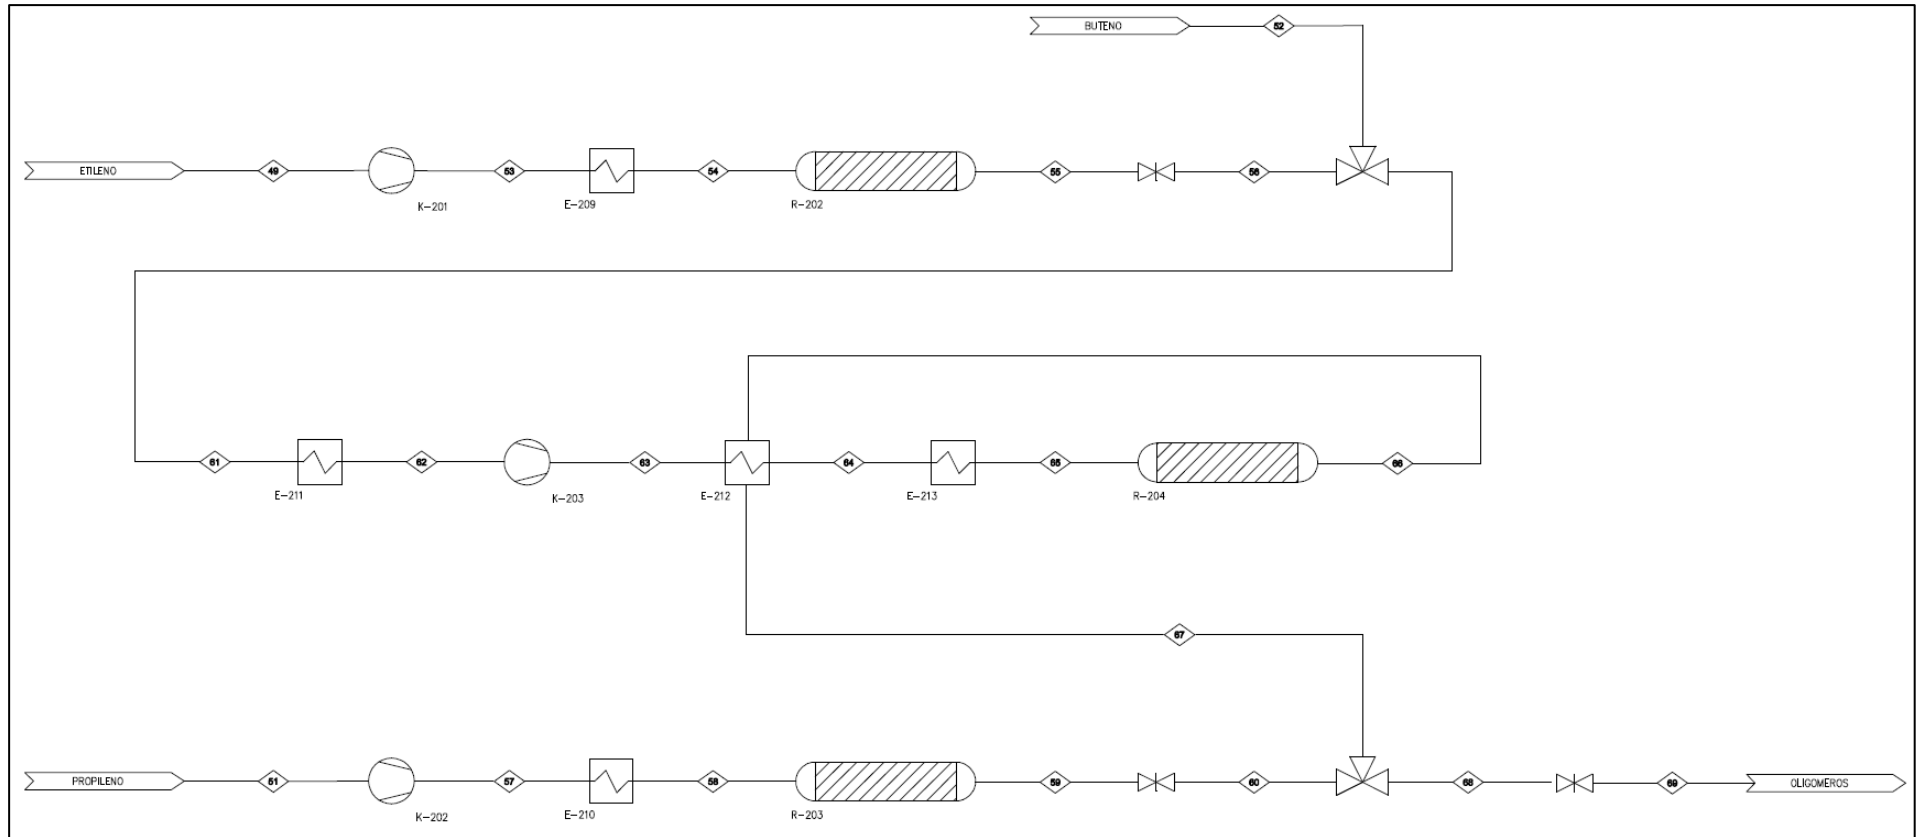 BUTENO
52
ETILENO
49
53
54
55
56
K-201
E-209
R-202
61
62
63
64
65
66
E-211
K-203
E-212
E-213
R-204
67
PROPILENO
51
57
58
59
60
68
69
OLIGOMEROS
K-202
E-210
R-203